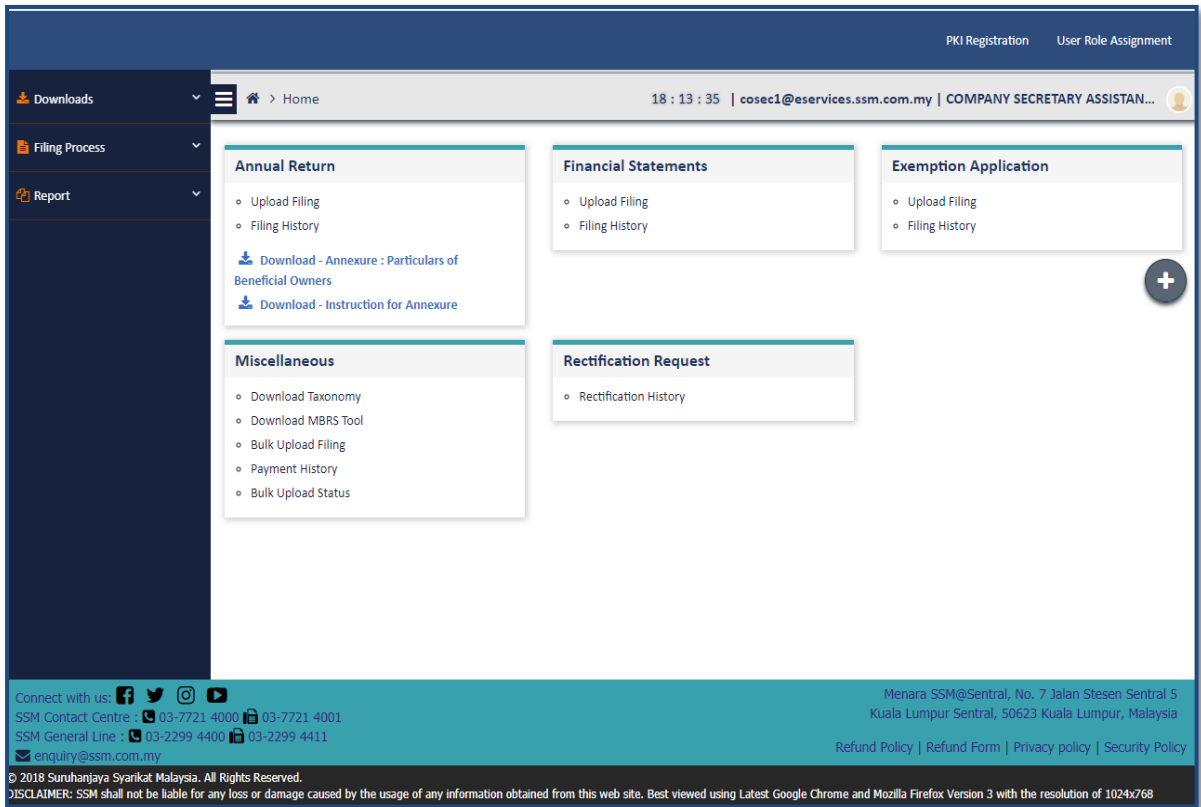 PKI Registration User Role Assignment
Downloads
Filing Process
Report
> Home
18 : 13 : 35 | cosec1@eservices.ssm.com.my | COMPANY SECRETARY ASSISTAN...
Annual Return
Upload Filing
Filing History
Download - Annexure : Particulars of
Beneficial Owners
Download - Instruction for Annexure
Financial Statements
Upload Filing
Filing History
Exemption Application
Upload Filing
Filing History
Miscellaneous
Download Taxonomy
Download MBRS Tool
Bulk Upload Filing
Payment History
Bulk Upload Status
Rectification Request
Rectification History
Connect with us:
SSM Contact Centre : 03-7721 4000 03-7721 4001
SSM General Line : 03-2299 4400 03-2299 4411
enquiry@ssm.com.my
Menara SSM@Sentral, No. 7 Jalan Stesen Sentral 5
Kuala Lumpur Sentral, 50623 Kuala Lumpur, Malaysia
Refund Policy | Refund Form | Privacy policy | Security Policy
© 2018 Suruhanjaya Syarikat Malaysia. All Rights Reserved.
DISCLAIMER: SSM shall not be liable for any loss or damage caused by the usage of any information obtained from this web site. Best viewed using Latest Google Chrome and Mozilla Firefox Version 3 with the resolution of 1024x768